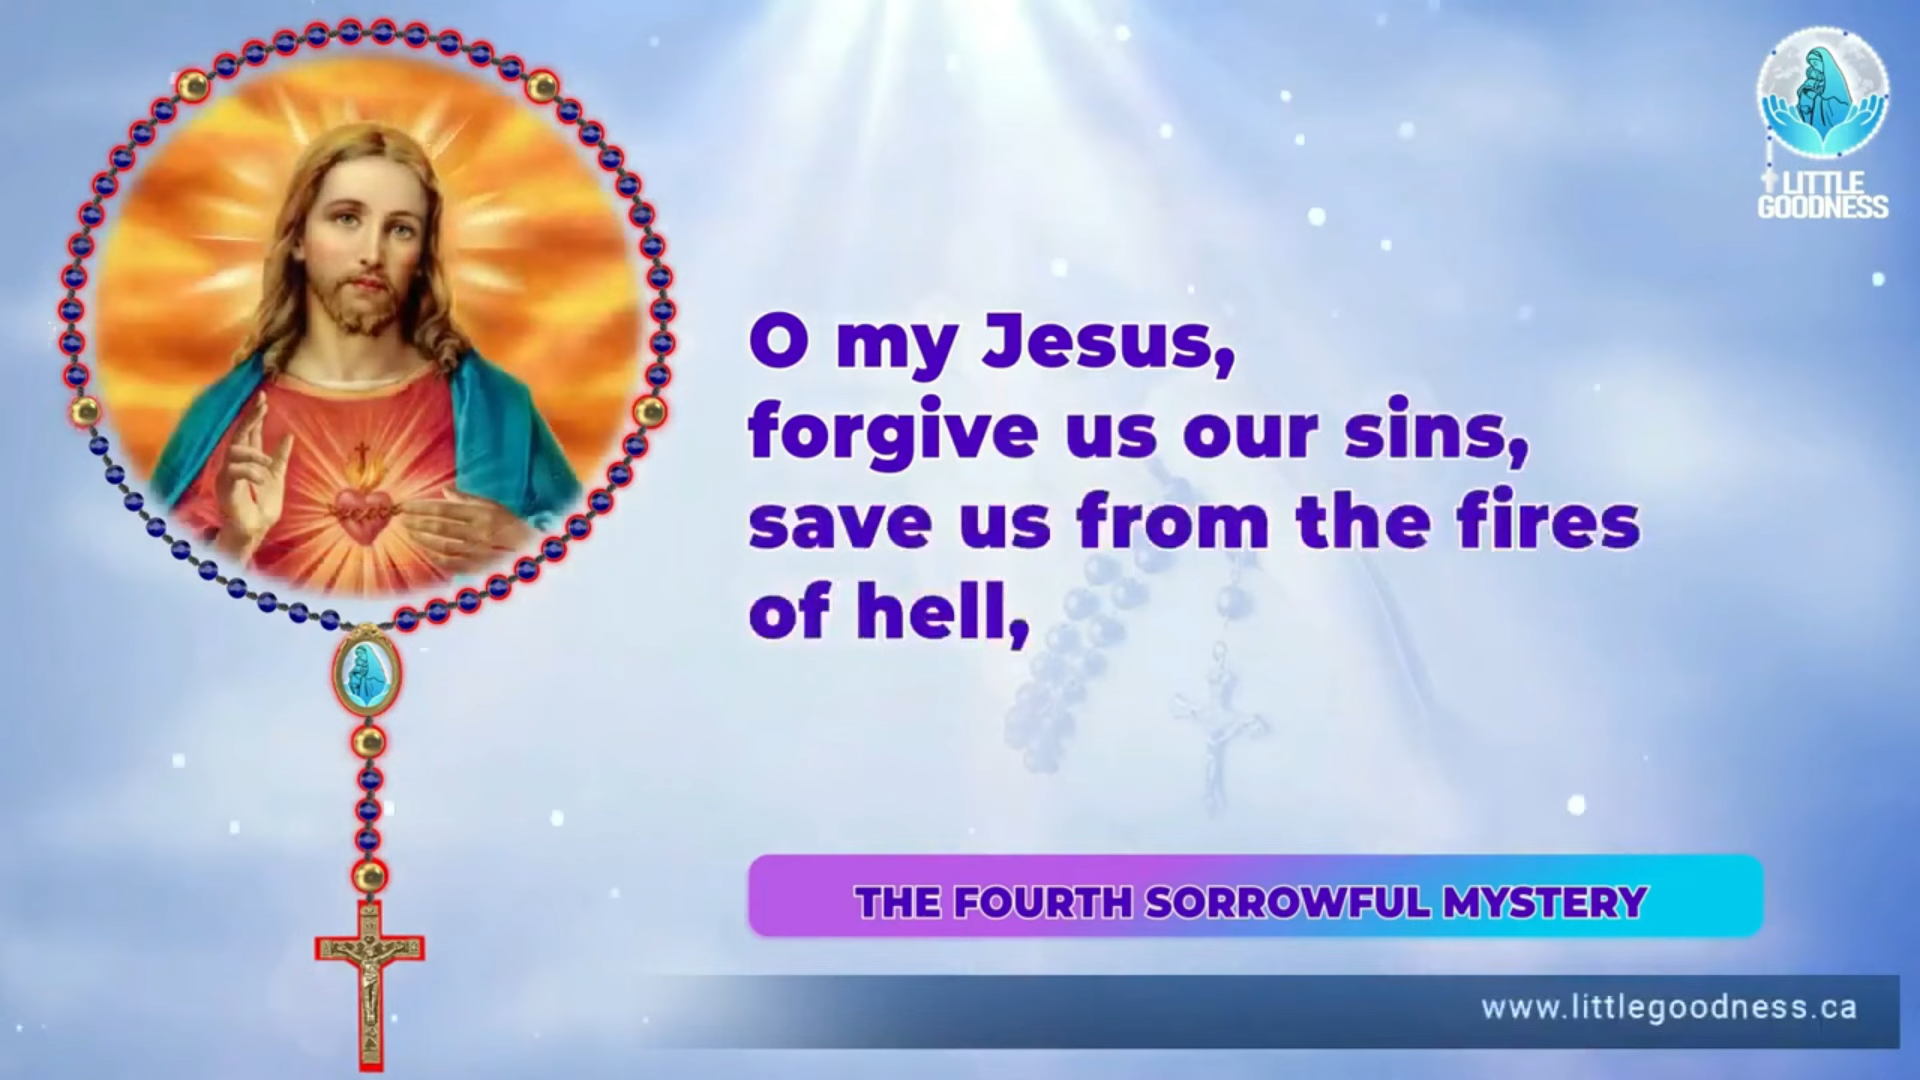 LITTLE
GOODNESS
O my Jesus,
forgive us our sins,
save us from the fires
of hell,
THE FOURTH SORROWFUL MYSTERY
www.littlegoodness.ca